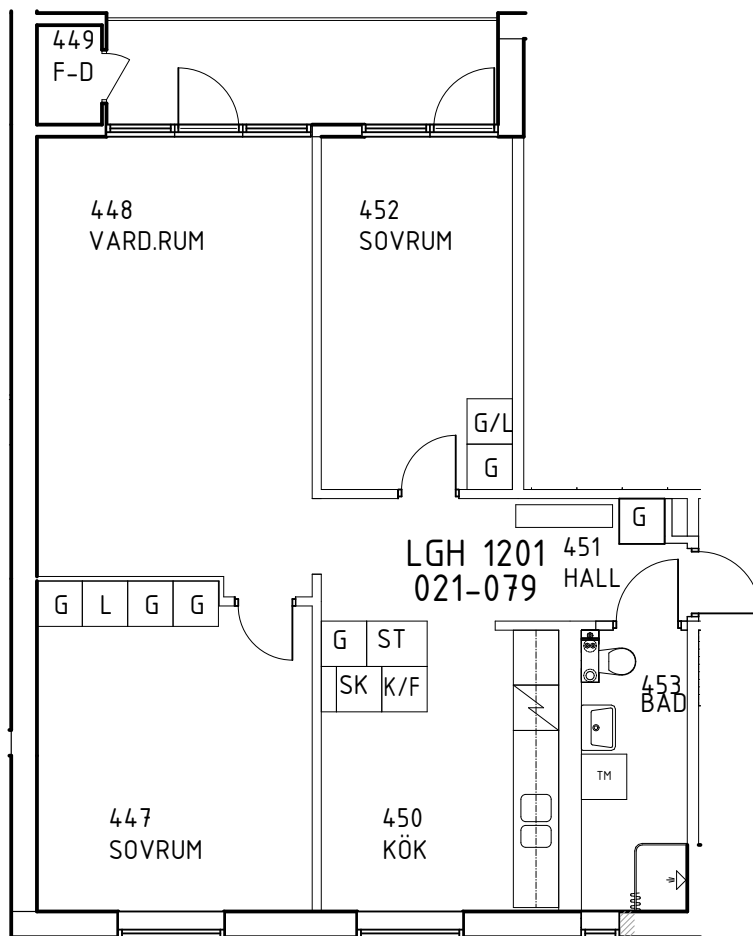 449
F-D
448
VARD.RUM
452
SOVRUM
G/L
G
G
LGH 1201
021-079
451
HALL
G L G G
G ST
SK K/F
453
BAD
TM
447
SOVRUM
450
KÖK